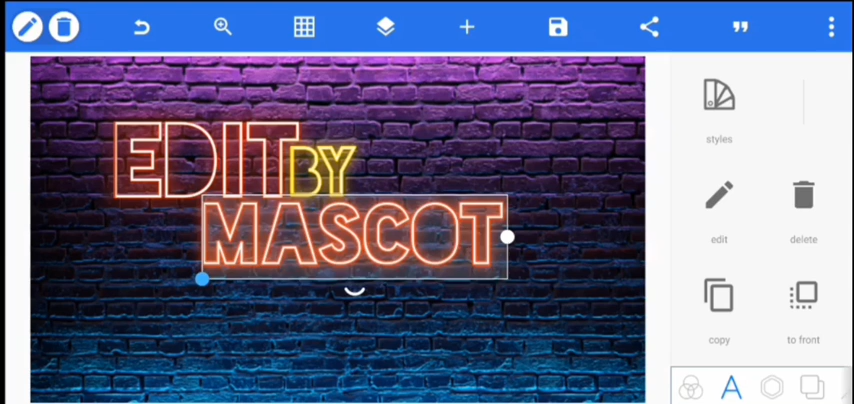 EDIT
BY
MASCOT
styles
edit
delete
copy
to front